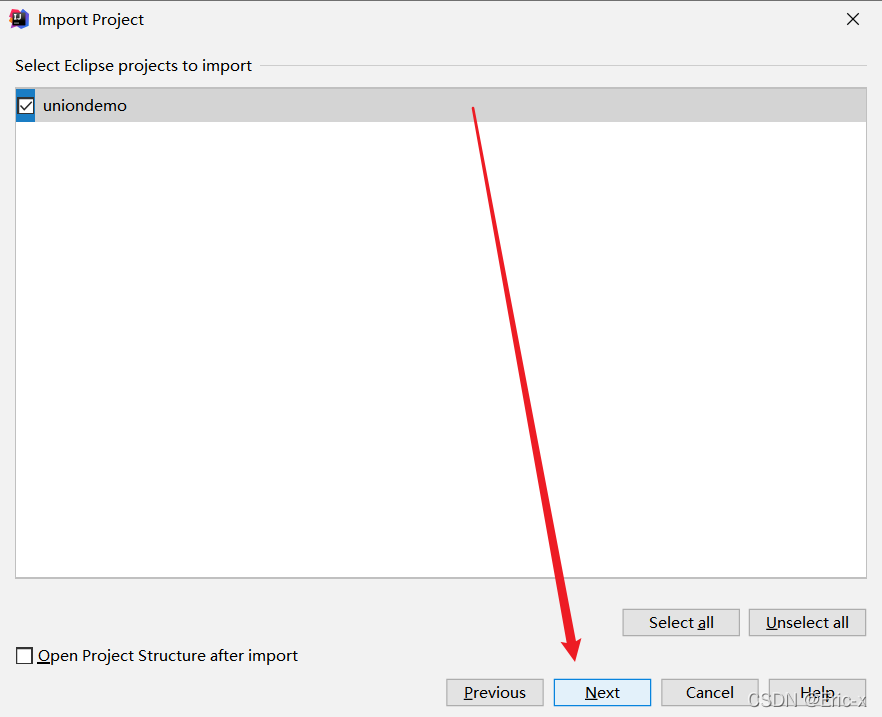 Import Project
Select Eclipse projects to import
uniondemo
Select all
Unselect all
Open Project Structure after import
Previous
Next
Cancel
Help
CSDN @Eric-x